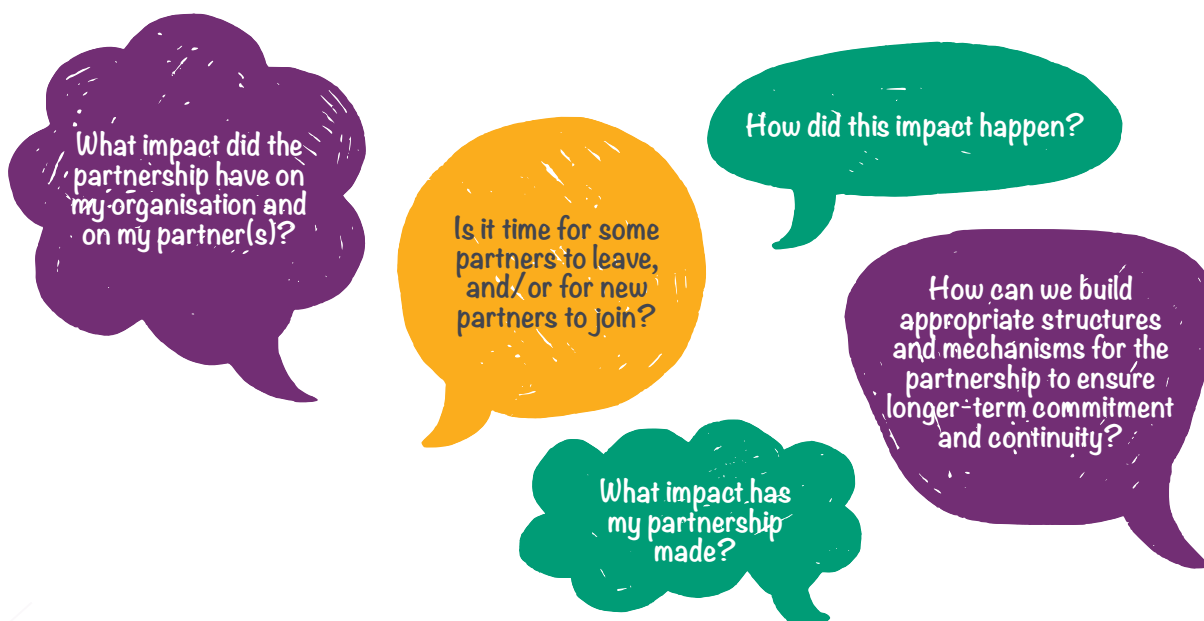 What impact did the
partnership have on
my organisation and
on my partner(s)?
Is it time for some
partners to leave,
and/or for new
partners to join?
How did this impact happen?
How can we build
appropriate structures
and mechanisms for the
partnership to ensure
longer-term commitment
and continuity?
What impact has
my partnership
made?